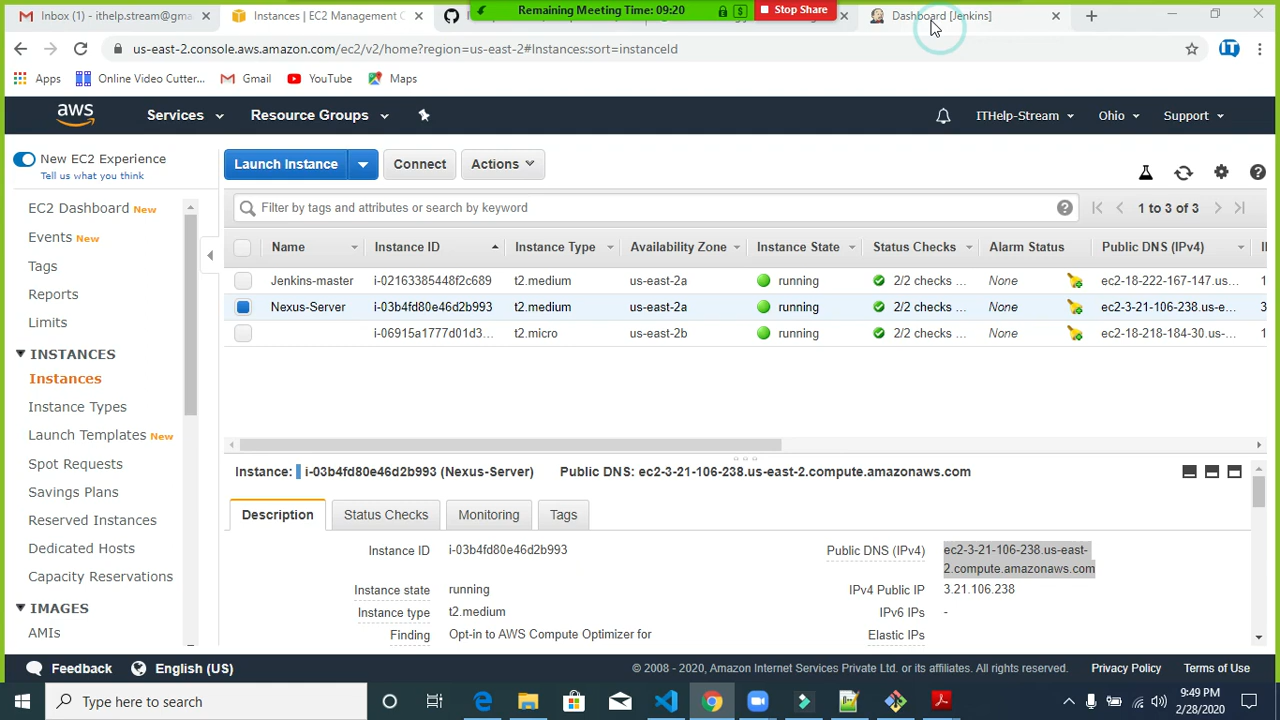 Inbox (1) - ithelp.stream@gma
Instances | EC2 Management C
Remaining Meeting Time: 09:20
$
Stop Share
Dashboard [Jenkins]
us-east-2.console.aws.amazon.com/ec2/v2/home?region=us-east-2#Instances:sort=instanceId
Apps
Online Video Cutter...
Gmail
YouTube
Maps
aws
Services
Resource Groups
ITHelp-Stream
Ohio
Support
New EC2 Experience
Tell us what you think
Launch Instance
Connect
Actions
EC2 Dashboard New
Events New
Tags
Reports
Limits
INSTANCES
Instances
Instance Types
Launch Templates New
Spot Requests
Savings Plans
Reserved Instances
Dedicated Hosts
Capacity Reservations
IMAGES
AMIs
Filter by tags and attributes or search by keyword
1 to 3 of 3
Name Instance ID Instance Type Availability Zone Instance State Status Checks Alarm Status Public DNS (IPv4)
Jenkins-master i-02163385448f2c689 t2.medium us-east-2a running 2/2 checks ... None ec2-18-222-167-147.us... 1
Nexus-Server i-03b4fd80e46d2b993 t2.medium us-east-2a running 2/2 checks ... None ec2-3-21-106-238.us-e... 3
i-06915a1777d01d3... t2.micro us-east-2b running 2/2 checks ... None ec2-18-218-184-30.us-... 1
Instance: i-03b4fd80e46d2b993 (Nexus-Server) Public DNS: ec2-3-21-106-238.us-east-2.compute.amazonaws.com
Description
Status Checks
Monitoring
Tags
Instance ID i-03b4fd80e46d2b993
Instance state running
Instance type t2.medium
Finding Opt-in to AWS Compute Optimizer for
Public DNS (IPv4) ec2-3-21-106-238.us-east-
2.compute.amazonaws.com
IPv4 Public IP 3.21.106.238
IPv6 IPs -
Elastic IPs
Feedback
English (US)
© 2008 - 2020, Amazon Internet Services Private Ltd. or its affiliates. All rights reserved.
Privacy Policy
Terms of Use
Type here to search
9:49 PM
2/28/2020